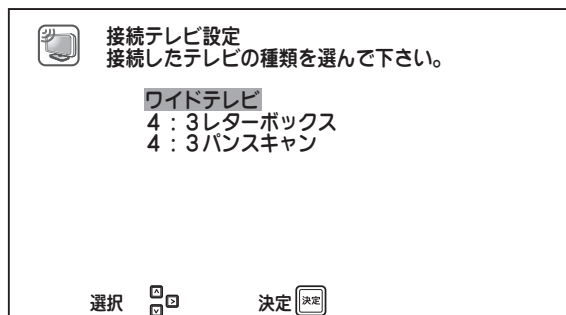 接続テレビ設定
接続したテレビの種類を選んで下さい。
ワイドテレビ
4：3レターボックス
4：3パンスキャン
選択 決定 決定